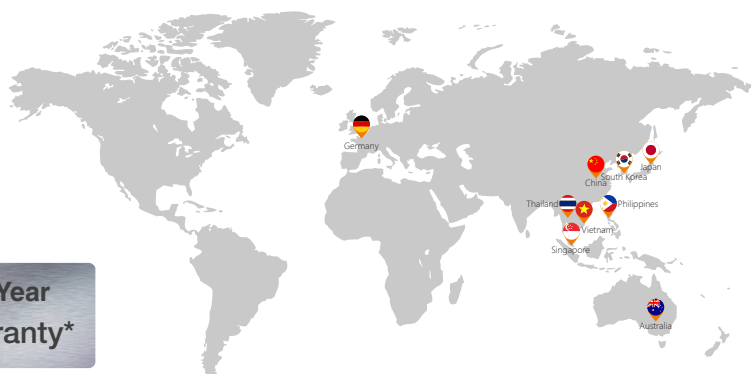 Germany
Japan
South Korea
China
Thailand
Philippines
Vietnam
Singapore
Year
Australia
ranty*